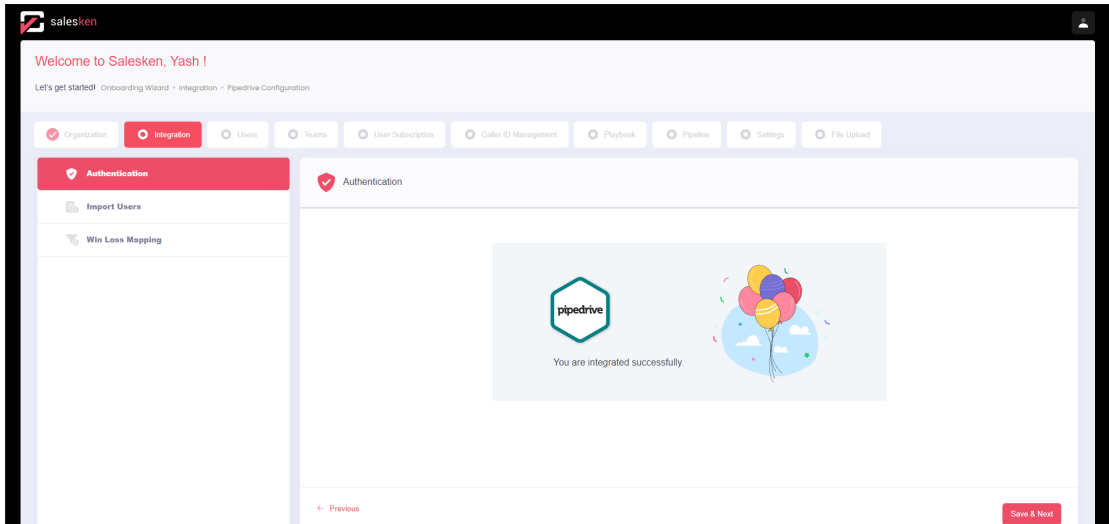 salesken
Welcome to Salesken, Yash !
Let's get started! Onboarding Wizard • Integration • Pipedrive Configuration
Organization Integration Users Teams User Subscription Caller ID Management Playbook Pipeline Settings File Upload
Authentication
Import Users
Win Loss Mapping
Authentication
pipedrive
You are integrated successfully.
← Previous
Save & Next